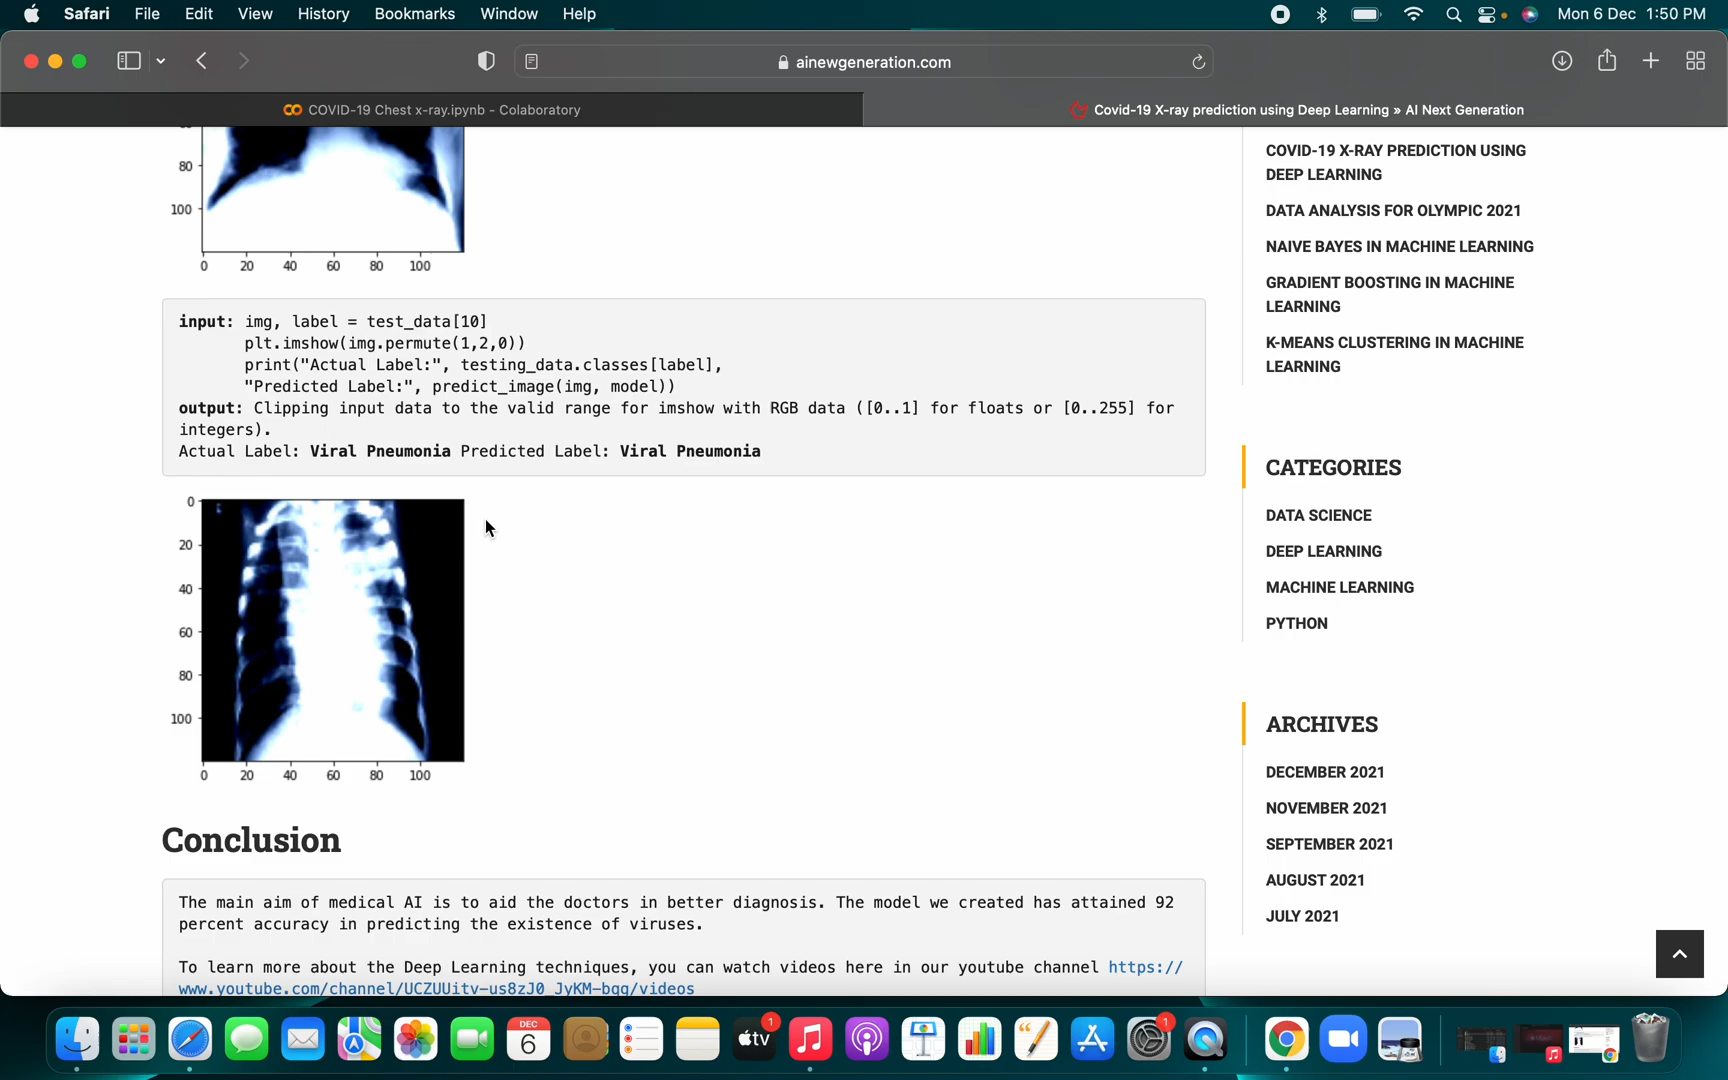 Safari File Edit View History Bookmarks Window Help Mon 6 Dec 1:50 PM
ainewgeneration.com
COVID-19 Chest x-ray.ipynb - Colaboratory
Covid-19 X-ray prediction using Deep Learning » AI Next Generation
80
100
0 20 40 60 80 100
input: img, label = test_data[10]
plt.imshow(img.permute(1,2,0))
print("Actual Label:", testing_data.classes[label],
"Predicted Label:", predict_image(img, model))
output: Clipping input data to the valid range for imshow with RGB data ([0..1] for floats or [0..255] for
integers).
Actual Label: Viral Pneumonia Predicted Label: Viral Pneumonia
0
20
40
60
80
100
0 20 40 60 80 100
Conclusion
The main aim of medical AI is to aid the doctors in better diagnosis. The model we created has attained 92
percent accuracy in predicting the existence of viruses.
To learn more about the Deep Learning techniques, you can watch videos here in our youtube channel https://
www.youtube.com/channel/UCZUUitv-us8zJ0_JyKM-bqg/videos
COVID-19 X-RAY PREDICTION USING
DEEP LEARNING
DATA ANALYSIS FOR OLYMPIC 2021
NAIVE BAYES IN MACHINE LEARNING
GRADIENT BOOSTING IN MACHINE
LEARNING
K-MEANS CLUSTERING IN MACHINE
LEARNING
CATEGORIES
DATA SCIENCE
DEEP LEARNING
MACHINE LEARNING
PYTHON
ARCHIVES
DECEMBER 2021
NOVEMBER 2021
SEPTEMBER 2021
AUGUST 2021
JULY 2021
DEC
6
tv
1
1